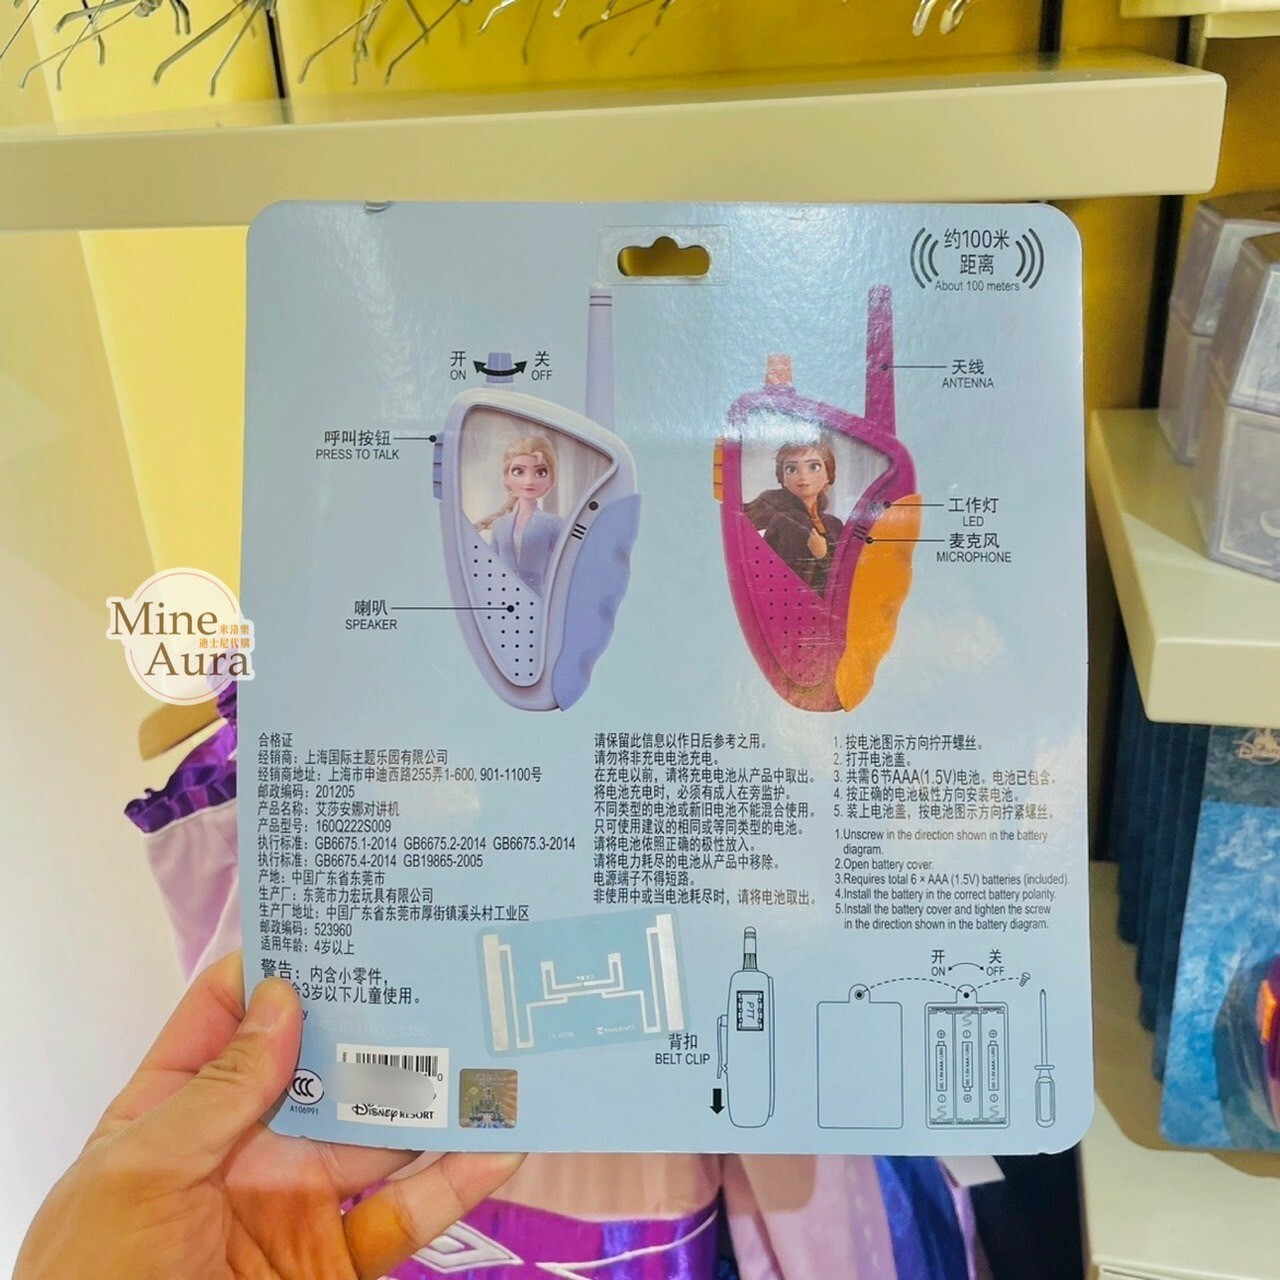 约100米
距离
About 100 meters
开 关
ON OFF
天线
ANTENNA
呼叫按钮
PRESS TO TALK
工作灯
LED
麦克风
MICROPHONE
喇叭
SPEAKER
Mine
米洛樂
迪士尼代購
Aura
合格证
经销商：上海国际主题乐园有限公司
经销商地址：上海市申迪西路255弄1-600, 901-1100号
邮政编码：201205
产品名称：艾莎安娜对讲机
产品型号：160Q222S009
执行标准：GB6675.1-2014 GB6675.2-2014 GB6675.3-2014
执行标准：GB6675.4-2014 GB19865-2005
产地：中国广东省东莞市
生产厂：东莞市力宏玩具有限公司
生产厂地址：中国广东省东莞市厚街镇溪头村工业区
邮政编码：523960
适用年龄：4岁以上
警告：内含小零件，
合3岁以下儿童使用。
请保留此信息以作日后参考之用。
请勿将非充电电池充电。
在充电以前，请将充电电池从产品中取出。
将电池充电时，必须有成人在旁监护。
不同类型的电池或新旧电池不能混合使用。
只可使用建议的相同或等同类型的电池。
请将电池依照正确的极性放入。
请将电力耗尽的电池从产品中移除。
电源端子不得短路。
非使用中或当电池耗尽时，请将电池取出。
1. 按电池图示方向拧开螺丝。
2. 打开电池盖。
3. 共需6节AAA(1.5V)电池。电池已包含。
4. 按正确的电池极性方向安装电池。
5. 装上电池盖，按电池图示方向拧紧螺丝。
1.Unscrew in the direction shown in the battery
diagram.
2.Open battery cover.
3.Requires total 6 × AAA (1.5V) batteries (included).
4.Install the battery in the correct battery polarity.
5.Install the battery cover and tighten the screw
in the direction shown in the battery diagram.
背扣
BELT CLIP
PTT
开 关
ON OFF
CCC
A106991
DISNEY RESORT